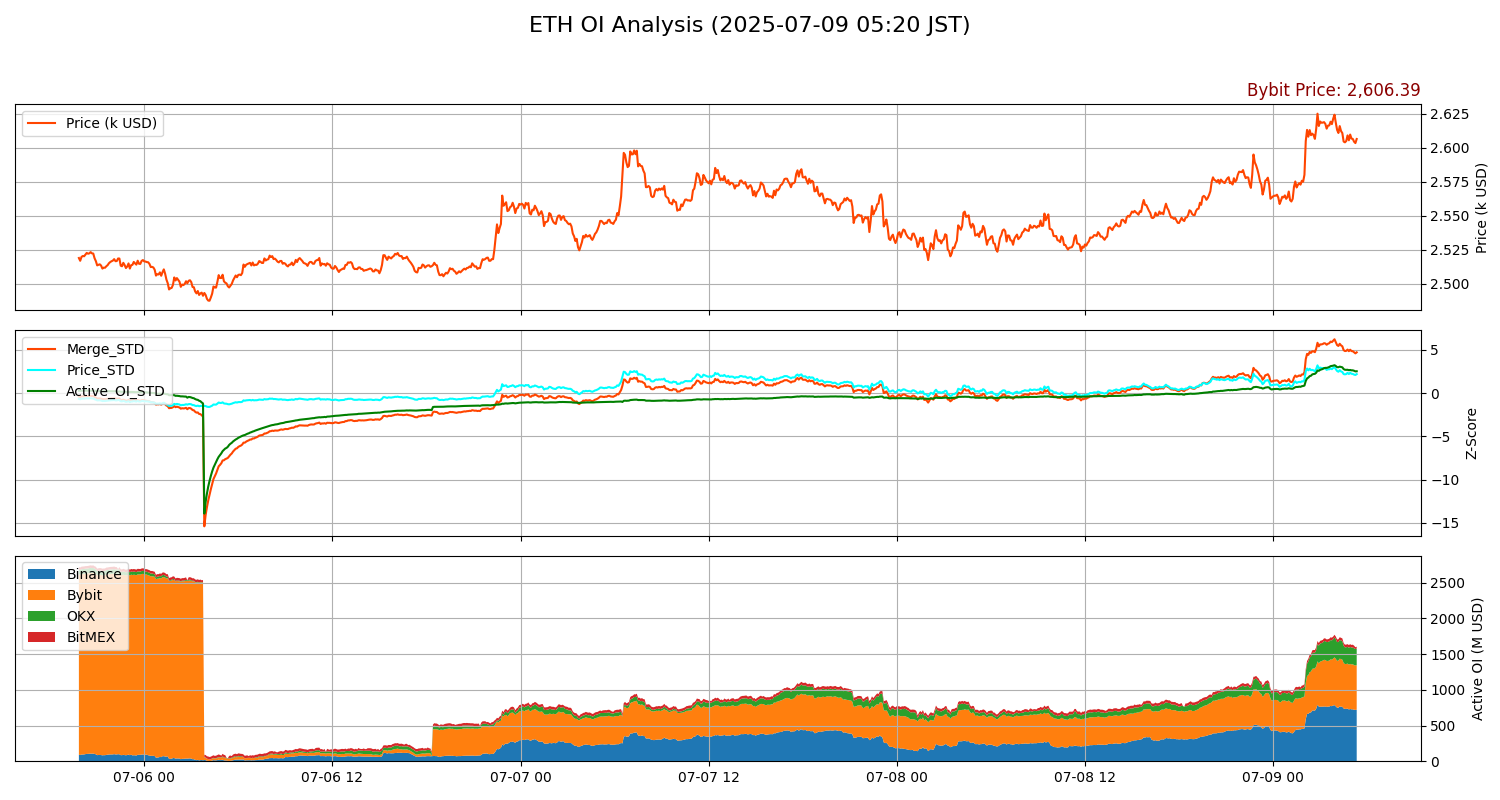 ETH OI Analysis (2025-07-09 05:20 JST)
Bybit Price: 2,606.39
Price (k USD)
2.625
2.600
2.575
2.550
2.525
2.500
Price (k USD)
Merge_STD
Price_STD
Active_OI_STD
5
0
−5
−10
−15
Z-Score
Binance
Bybit
OKX
BitMEX
2500
2000
1500
1000
500
0
Active OI (M USD)
07-06 00
07-06 12
07-07 00
07-07 12
07-08 00
07-08 12
07-09 00